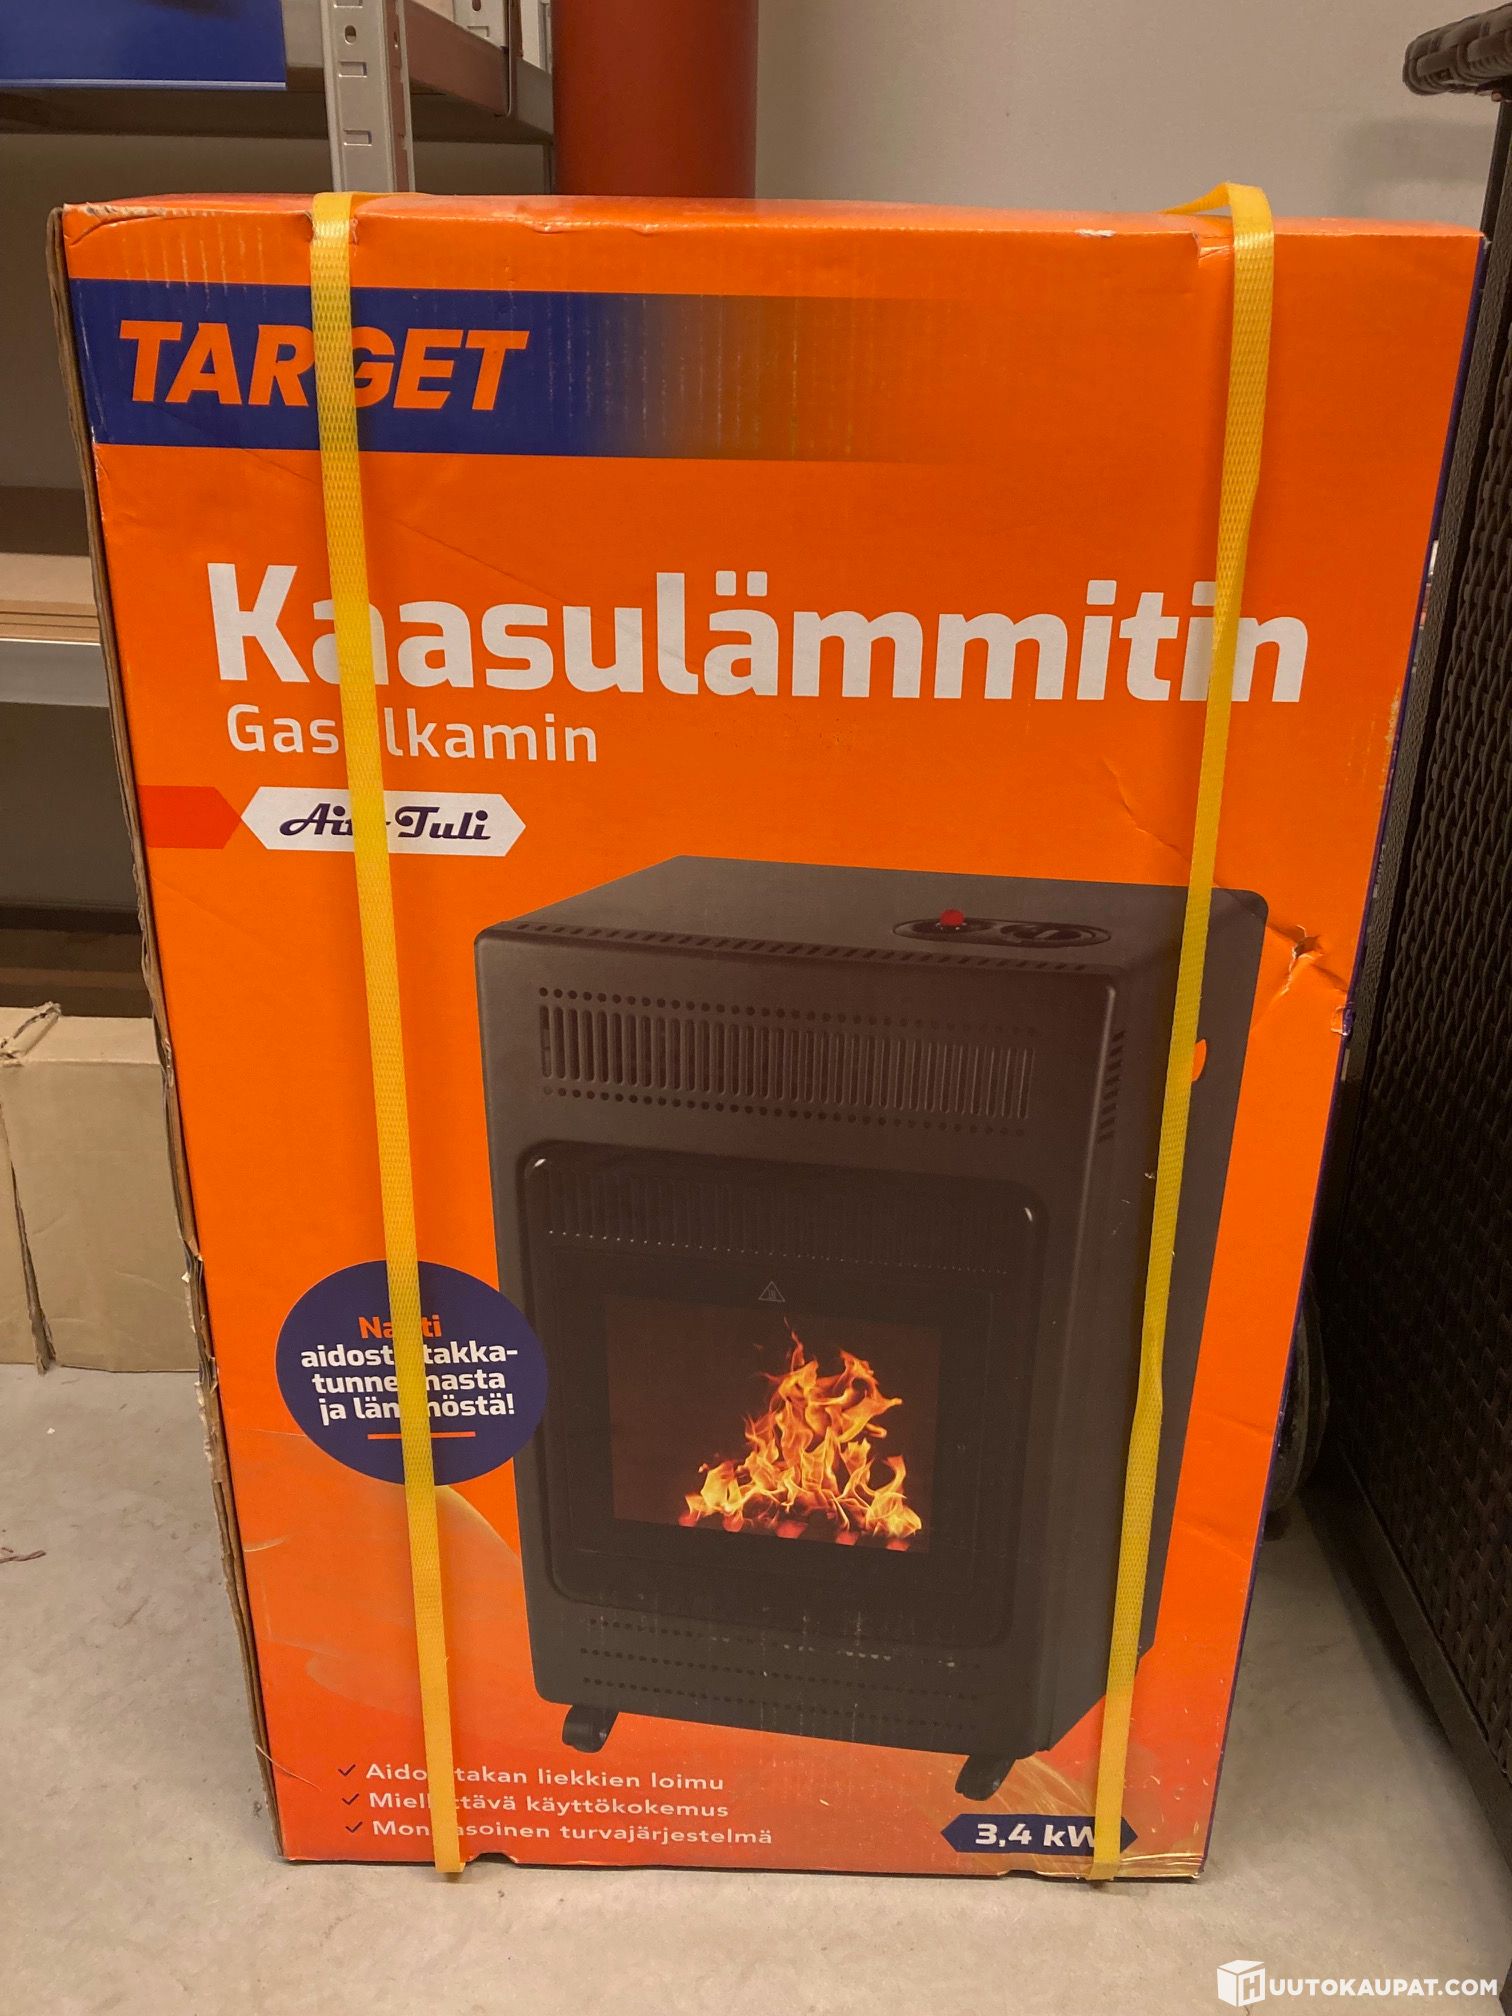 TARGET
Kaasulämmitin
Gasolkamin
Aito Tuli
Nauti
aidosta takka-
tunnelmasta
ja lämmöstä!
Aidon takan liekkien loimu
Miellyttävä käyttökokemus
Monitasoinen turvajärjestelmä
3,4 kW
HUUTOKAUPAT.COM